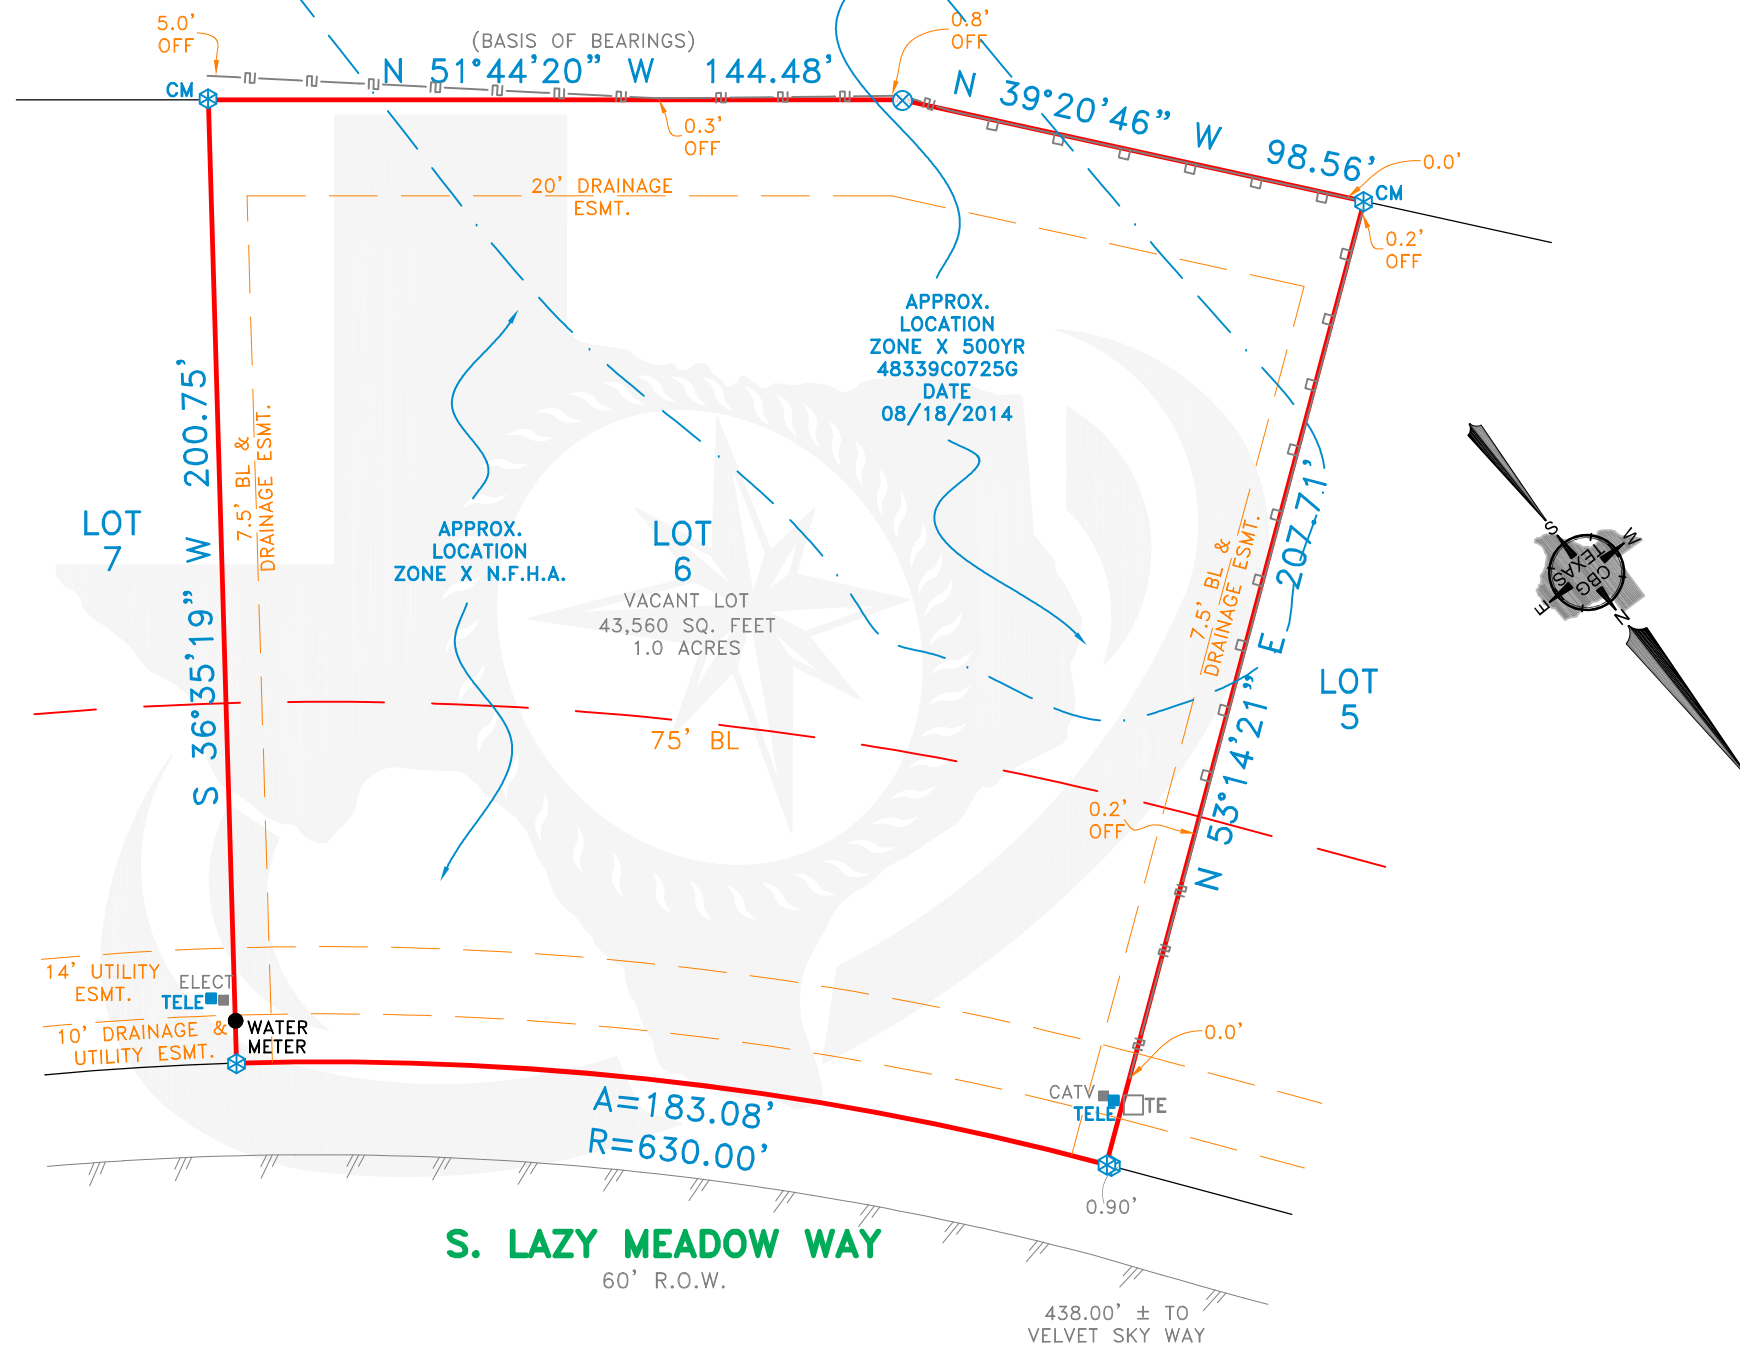 5.0'
OFF
(BASIS OF BEARINGS)
N 51°44'20" W 144.48'
0.8'
OFF
N 39°20'46" W 98.56'
CM
0.3'
OFF
0.0'
CM
20' DRAINAGE
ESMT.
0.2'
OFF
APPROX.
LOCATION
ZONE X 500YR
48339C0725G
DATE
08/18/2014
S 36°35'19" W 200.75'
7.5' BL &
DRAINAGE ESMT.
LOT
7
APPROX.
LOCATION
ZONE X N.F.H.A.
LOT
6
VACANT LOT
43,560 SQ. FEET
1.0 ACRES
7.5' BL &
DRAINAGE ESMT.
N 53°14'21" E 207.71'
LOT
5
S
W
TEXAS
CBG
E
N
75' BL
0.2'
OFF
14' UTILITY
ESMT.
ELECT
TELE
10' DRAINAGE &
UTILITY ESMT.
WATER
METER
0.0'
CATV
TELE
TE
A=183.08'
R=630.00'
0.90'
S. LAZY MEADOW WAY
60' R.O.W.
438.00' ± TO
VELVET SKY WAY